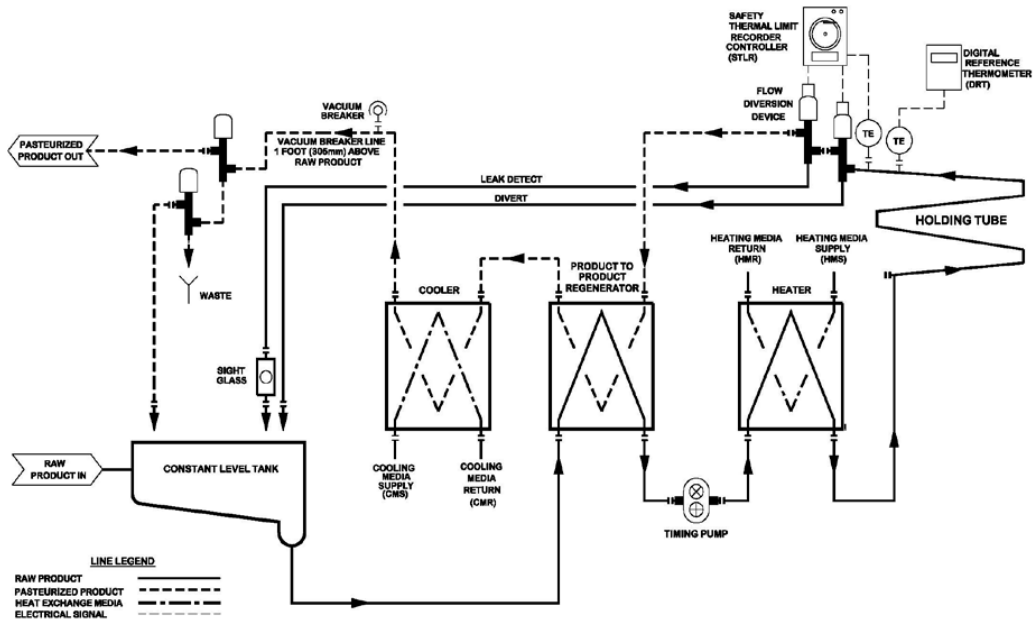 SAFETY
THERMAL LIMIT
RECORDER
CONTROLLER
(STLR)
DIGITAL
REFERENCE
THERMOMETER
(DRT)
FLOW
DIVERSION
DEVICE
TE
TE
VACUUM
BREAKER
VACUUM BREAKER LINE
1 FOOT (305mm) ABOVE
RAW PRODUCT
PASTEURIZED
PRODUCT OUT
LEAK DETECT
DIVERT
HOLDING TUBE
WASTE
HEATING MEDIA
RETURN
(HMR)
HEATING MEDIA
SUPPLY
(HMS)
COOLER
PRODUCT TO
PRODUCT
REGENERATOR
HEATER
SIGHT
GLASS
RAW
PRODUCT IN
CONSTANT LEVEL TANK
COOLING
MEDIA
SUPPLY
(CMS)
COOLING
MEDIA
RETURN
(CMR)
TIMING PUMP
LINE LEGEND
RAW PRODUCT
PASTEURIZED PRODUCT
HEAT EXCHANGE MEDIA
ELECTRICAL SIGNAL